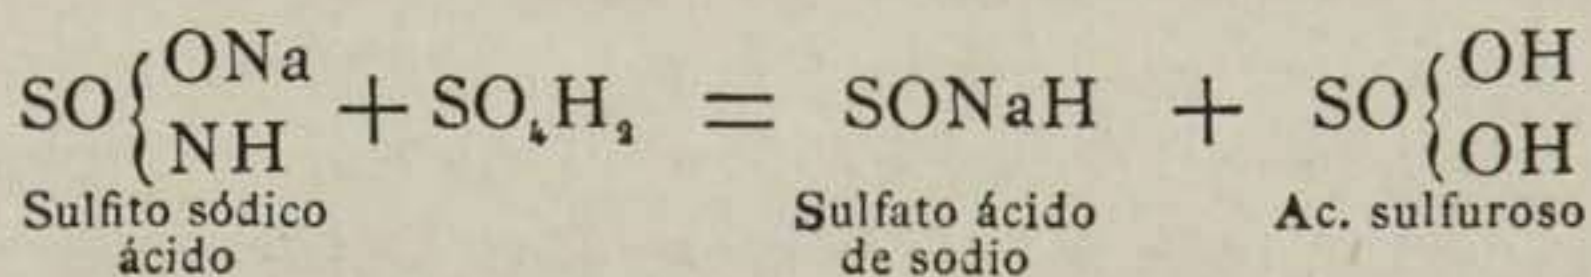 SO{ONa NH + SO₄H₂ = SONaH + SO{OH OH
Sulfito sódico Sulfato ácido Ac. sulfuroso
ácido de sodio